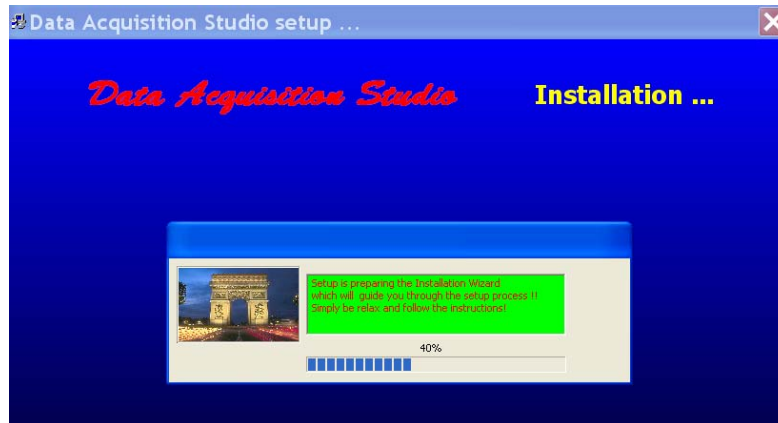 Data Acquisition Studio setup ...
Data Acquisition Studio Installation ...
Setup is preparing the Installation Wizard
which will guide you through the setup process !!
Simply be relax and follow the instructions!
40%